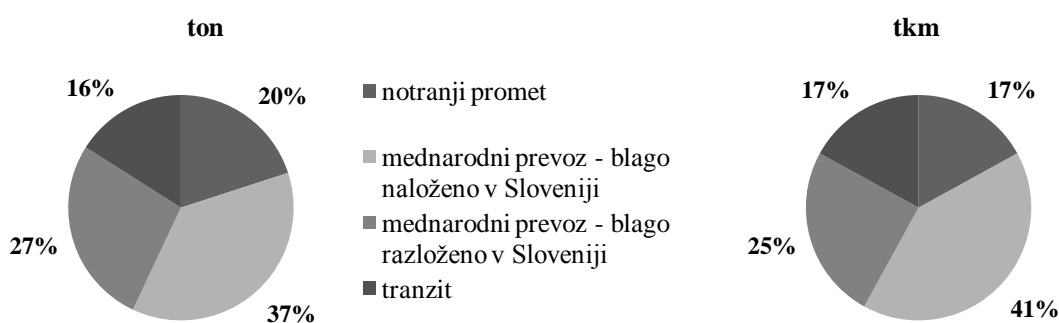 ton
16%
20%
27%
37%
notranji promet
mednarodni prevoz - blago
naloženo v Sloveniji
mednarodni prevoz - blago
razloženo v Sloveniji
tranzit
tkm
17%
17%
25%
41%